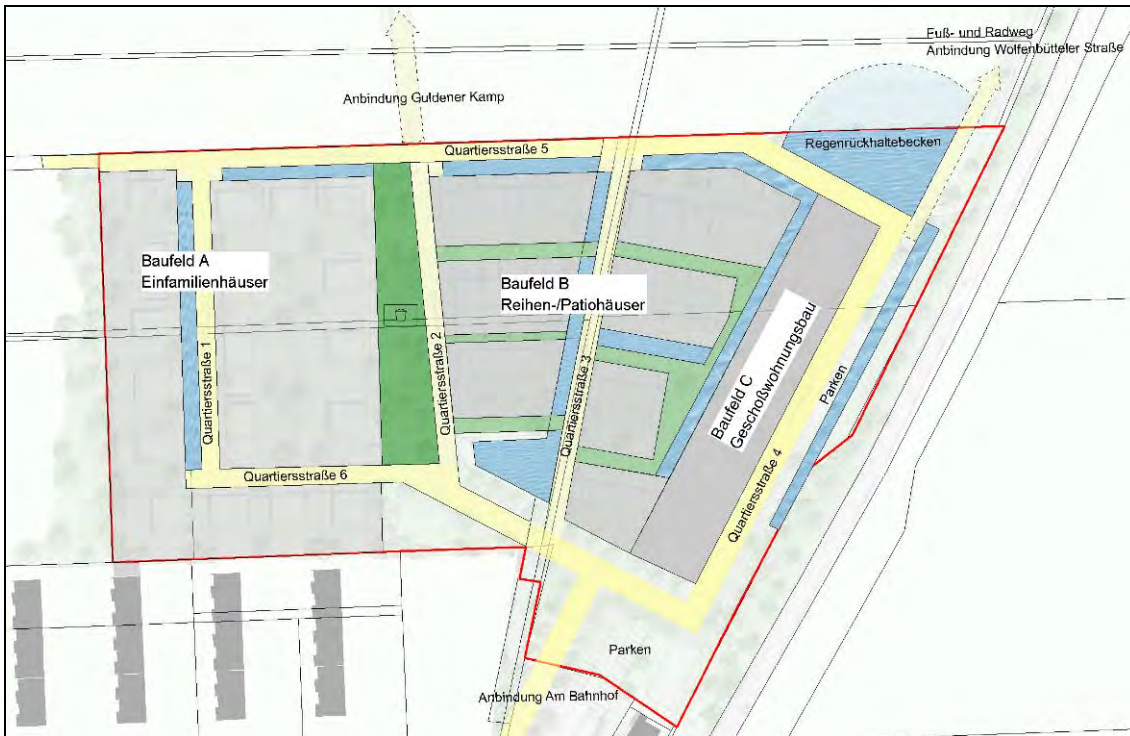 Fuß- und Radweg
Anbindung Wolfenbütteler Straße
Anbindung Guldener Kamp
Regenrückhaltebecken
Quartiersstraße 5
Baufeld A
Einfamilienhäuser
Baufeld B
Reihen-/Patiohäuser
Quartiersstraße 1
Quartiersstraße 2
Quartiersstraße 3
Baufeld C
Geschoßwohnungsbau
Parken
Quartiersstraße 4
Quartiersstraße 6
Parken
Anbindung Am Bahnhof